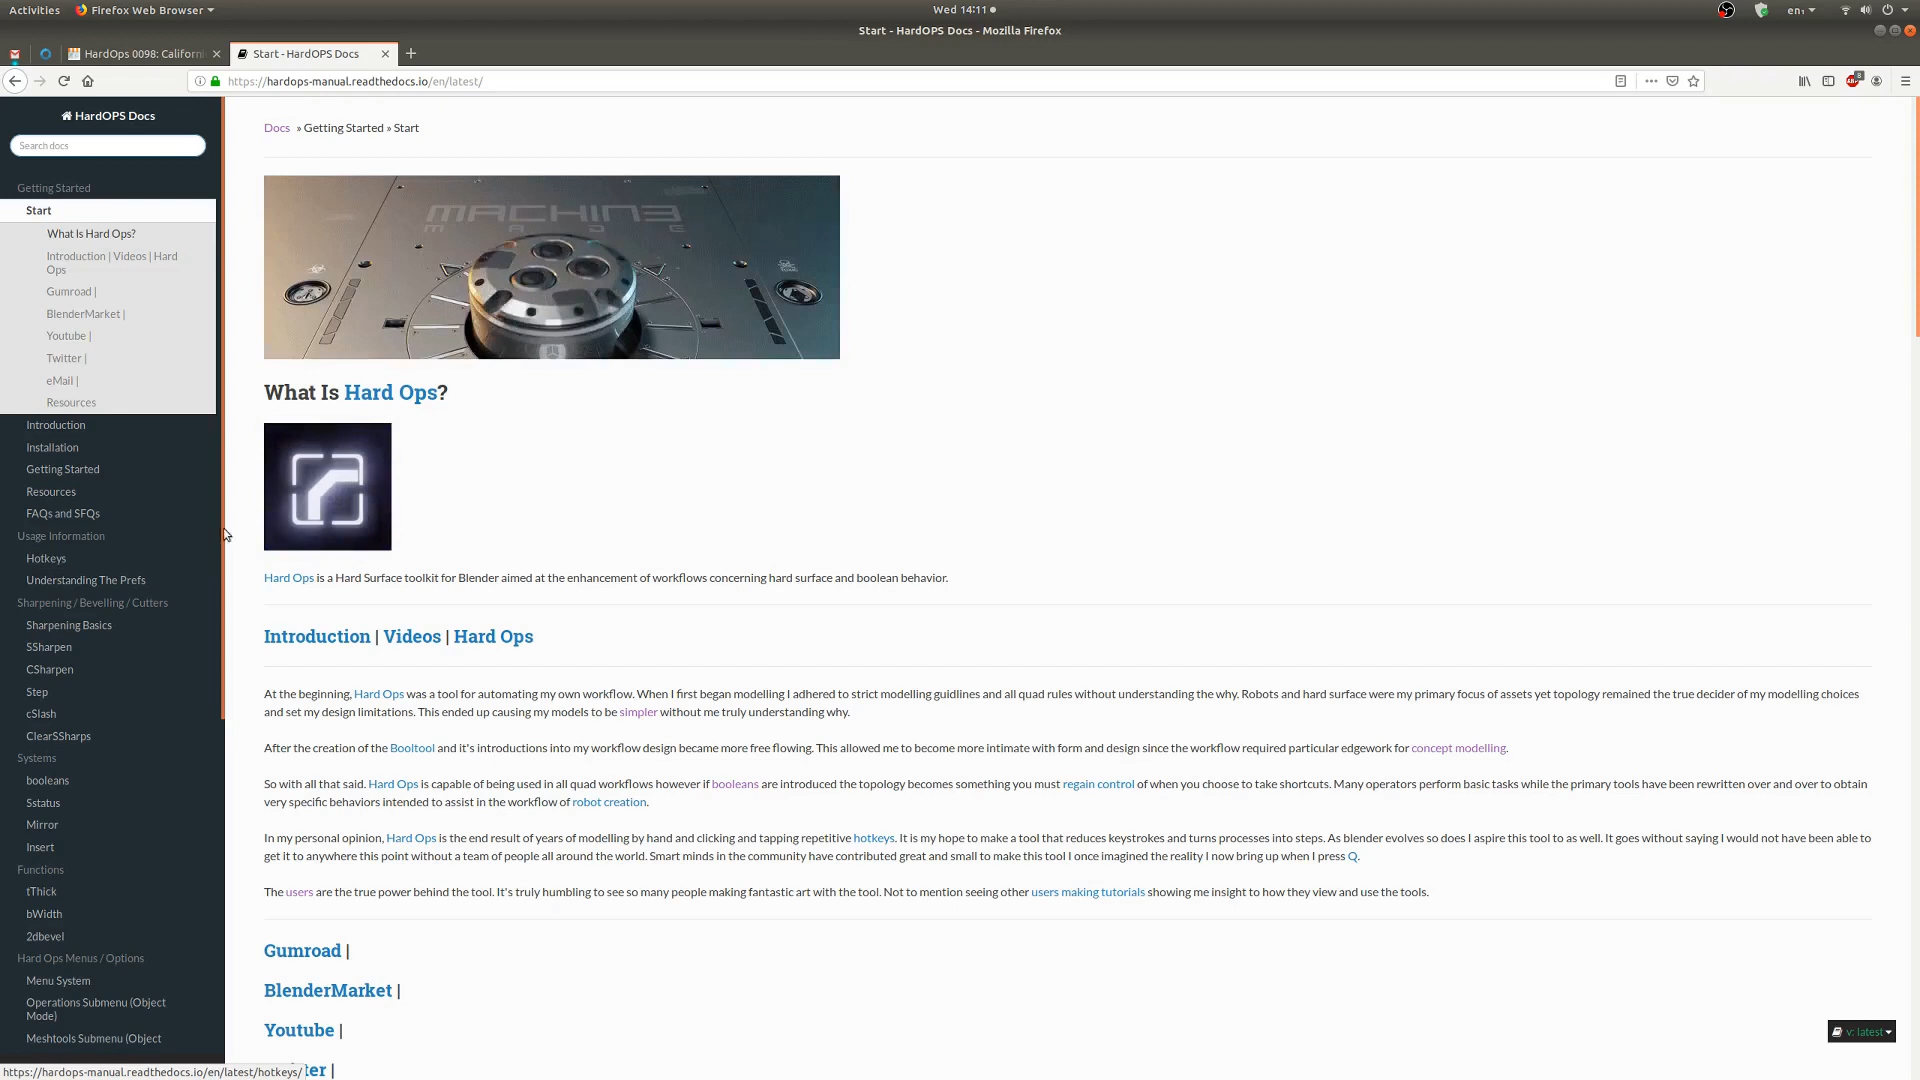 Activities Firefox Web Browser Wed 14:11 en₁
Start - HardOPS Docs - Mozilla Firefox
HardOps 0098: Californi Start - HardOPS Docs
https://hardops-manual.readthedocs.io/en/latest/
HardOPS Docs
Search docs
Getting Started
Start
What Is Hard Ops?
Introduction | Videos | Hard
Ops
Gumroad |
BlenderMarket |
Youtube |
Twitter |
eMail |
Resources
Introduction
Installation
Getting Started
Resources
FAQs and SFQs
Usage Information
Hotkeys
Understanding The Prefs
Sharpening / Bevelling / Cutters
Sharpening Basics
SSharpen
CSharpen
Step
cSlash
ClearSSharps
Systems
booleans
Sstatus
Mirror
Insert
Functions
tThick
bWidth
2dbevel
Hard Ops Menus / Options
Menu System
Operations Submenu (Object
Mode)
Meshtools Submenu (Object
https://hardops-manual.readthedocs.io/en/latest/hotkeys/
Docs » Getting Started » Start
MACHIN3
MADE
What Is Hard Ops?
Hard Ops is a Hard Surface toolkit for Blender aimed at the enhancement of workflows concerning hard surface and boolean behavior.
Introduction | Videos | Hard Ops
At the beginning, Hard Ops was a tool for automating my own workflow. When I first began modelling I adhered to strict modelling guidlines and all quad rules without understanding the why. Robots and hard surface were my primary focus of assets yet topology remained the true decider of my modelling choices
and set my design limitations. This ended up causing my models to be simpler without me truly understanding why.
After the creation of the Booltool and it's introductions into my workflow design became more free flowing. This allowed me to become more intimate with form and design since the workflow required particular edgework for concept modelling.
So with all that said. Hard Ops is capable of being used in all quad workflows however if booleans are introduced the topology becomes something you must regain control of when you choose to take shortcuts. Many operators perform basic tasks while the primary tools have been rewritten over and over to obtain
very specific behaviors intended to assist in the workflow of robot creation.
In my personal opinion, Hard Ops is the end result of years of modelling by hand and clicking and tapping repetitive hotkeys. It is my hope to make a tool that reduces keystrokes and turns processes into steps. As blender evolves so does I aspire this tool to as well. It goes without saying I would not have been able to
get it to anywhere this point without a team of people all around the world. Smart minds in the community have contributed great and small to make this tool I once imagined the reality I now bring up when I press Q.
The users are the true power behind the tool. It's truly humbling to see so many people making fantastic art with the tool. Not to mention seeing other users making tutorials showing me insight to how they view and use the tools.
Gumroad |
BlenderMarket |
Youtube |
ter |
v: latest